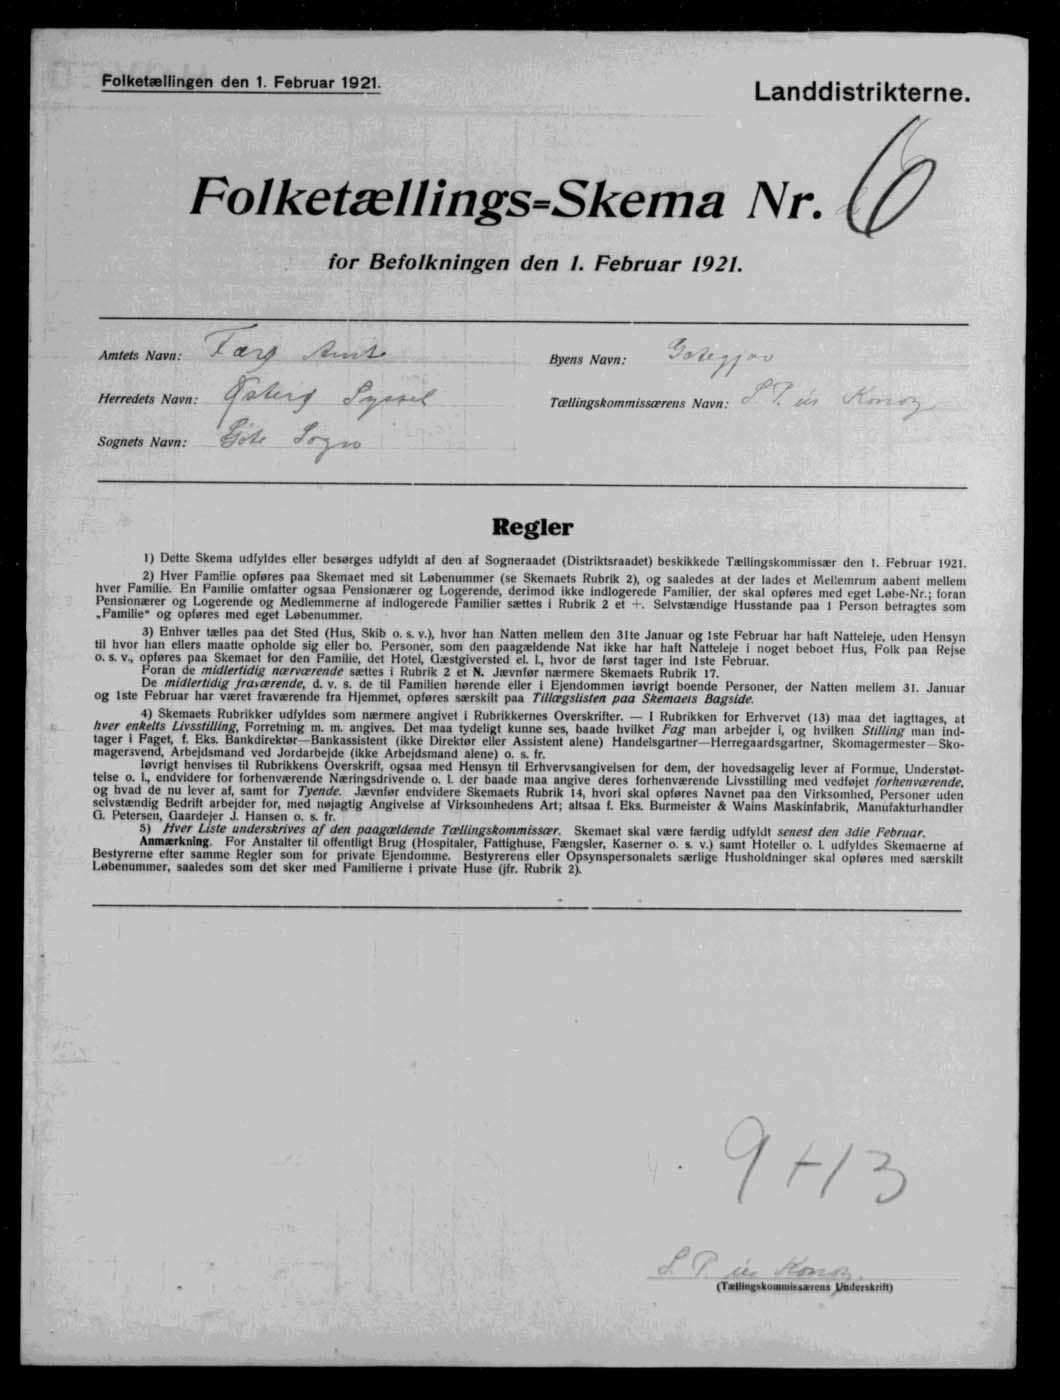 Folketællingen den 1. Februar 1921.
Landdistrikterne.
Folketællings=Skema Nr. 6
for Befolkningen den 1. Februar 1921.
Amtets Navn: Færø Amt
Byens Navn: Gøtegjov
Herredets Navn: Østerø Syssel
Tællingskommissærens Navn: S. P. úr Konoy
Sognets Navn: Gøte Sogn
Regler
1) Dette Skema udfyldes eller besørges udfyldt af den af Sogneraadet (Distriktsraadet) beskikkede Tællingskommissær den 1. Februar 1921.
2) Hver Familie opføres paa Skemaet med sit Løbenummer (se Skemaets Rubrik 2), og saaledes at der lades et Mellemrum aabent mellem
hver Familie. En Familie omfatter ogsaa Pensionærer og Logerende, derimod ikke indlogerede Familier, der skal opføres med eget Løbe-Nr.; foran
Pensionærer og Logerende og Medlemmerne af indlogerede Familier sættes i Rubrik 2 et +. Selvstændige Husstande paa 1 Person betragtes som
„Familie“ og opføres med eget Løbenummer.
3) Enhver tælles paa det Sted (Hus, Skib o. s. v.), hvor han Natten mellem den 31te Januar og 1ste Februar har haft Natteleje, uden Hensyn
til hvor han ellers maatte opholde sig eller bo. Personer, som den paagældende Nat ikke har haft Natteleje i noget beboet Hus, Folk paa Rejse
o. s. v., opføres paa Skemaet for den Familie, det Hotel, Gæstgiversted el. l., hvor de først tager ind 1ste Februar.
Foran de midlertidig nærværende sættes i Rubrik 2 et N. Jævnfør nærmere Skemaets Rubrik 17.
De midlertidig fraværende, d. v. s. de til Familien hørende eller i Ejendommen iøvrigt boende Personer, der Natten mellem 31. Januar
og 1ste Februar har været fraværende fra Hjemmet, opføres særskilt paa Tillægslisten paa Skemaets Bagside.
4) Skemaets Rubrikker udfyldes som nærmere angivet i Rubrikkernes Overskrifter. — I Rubrikken for Erhvervet (13) maa det iagttages, at
hver enkelts Livsstilling, Forretning m. m. angives. Det maa tydeligt kunne ses, baade hvilket Fag man arbejder i, og hvilken Stilling man ind-
tager i Faget, f. Eks. Bankdirektør—Bankassistent (ikke Direktør eller Assistent alene) Handelsgartner—Herregaardsgartner, Skomagermester—Sko-
magersvend, Arbejdsmand ved Jordarbejde (ikke Arbejdsmand alene) o. s. fr.
Iøvrigt henvises til Rubrikkens Overskrift, ogsaa med Hensyn til Erhvervsangivelsen for dem, der hovedsagelig lever af Formue, Understøt-
telse o. l., endvidere for forhenværende Næringsdrivende o. l. der baade maa angive deres forhenværende Livsstilling med vedføjet forhenværende,
og hvad de nu lever af, samt for Tyende. Jævnfør endvidere Skemaets Rubrik 14, hvori skal opføres Navnet paa den Virksomhed, Personer uden
selvstændig Bedrift arbejder for, med nøjagtig Angivelse af Virksomhedens Art; altsaa f. Eks. Burmeister & Wains Maskinfabrik, Manufakturhandler
G. Petersen, Gaardejer J. Hansen o. s. fr.
5) Hver Liste underskrives af den paagældende Tællingskommissær. Skemaet skal være færdig udfyldt senest den 3die Februar.
Anmærkning. For Anstalter til offentligt Brug (Hospitaler, Fattighuse, Fængsler, Kaserner o. s. v.) samt Hoteller o. l. udfyldes Skemaerne af
Bestyrerne efter samme Regler som for private Ejendomme. Bestyrerens eller Opsynspersonalets særlige Husholdninger skal opføres med særskilt
Løbenummer, saaledes som det sker med Familierne i private Huse (jfr. Rubrik 2).
9+13
S. P. úr Konoy.
(Tællingskommissærens Underskrift)